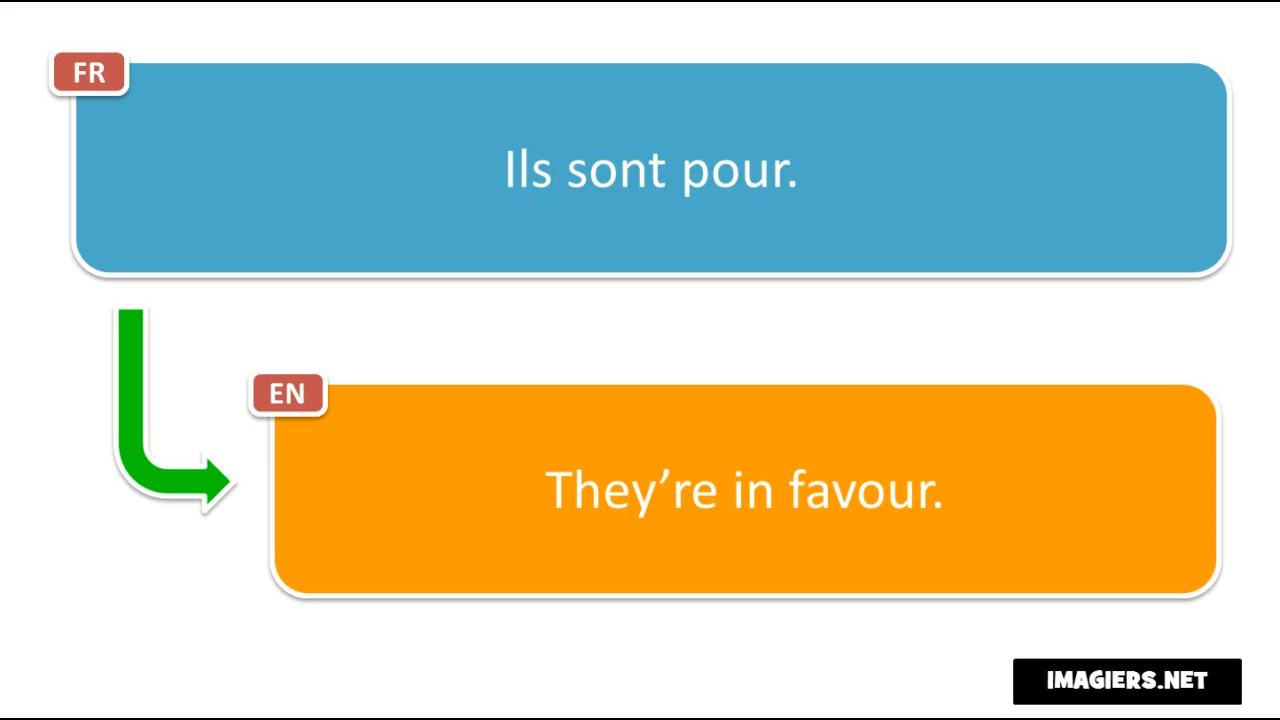 FR
Ils sont pour.
EN
They’re in favour.
IMAGIERS.NET